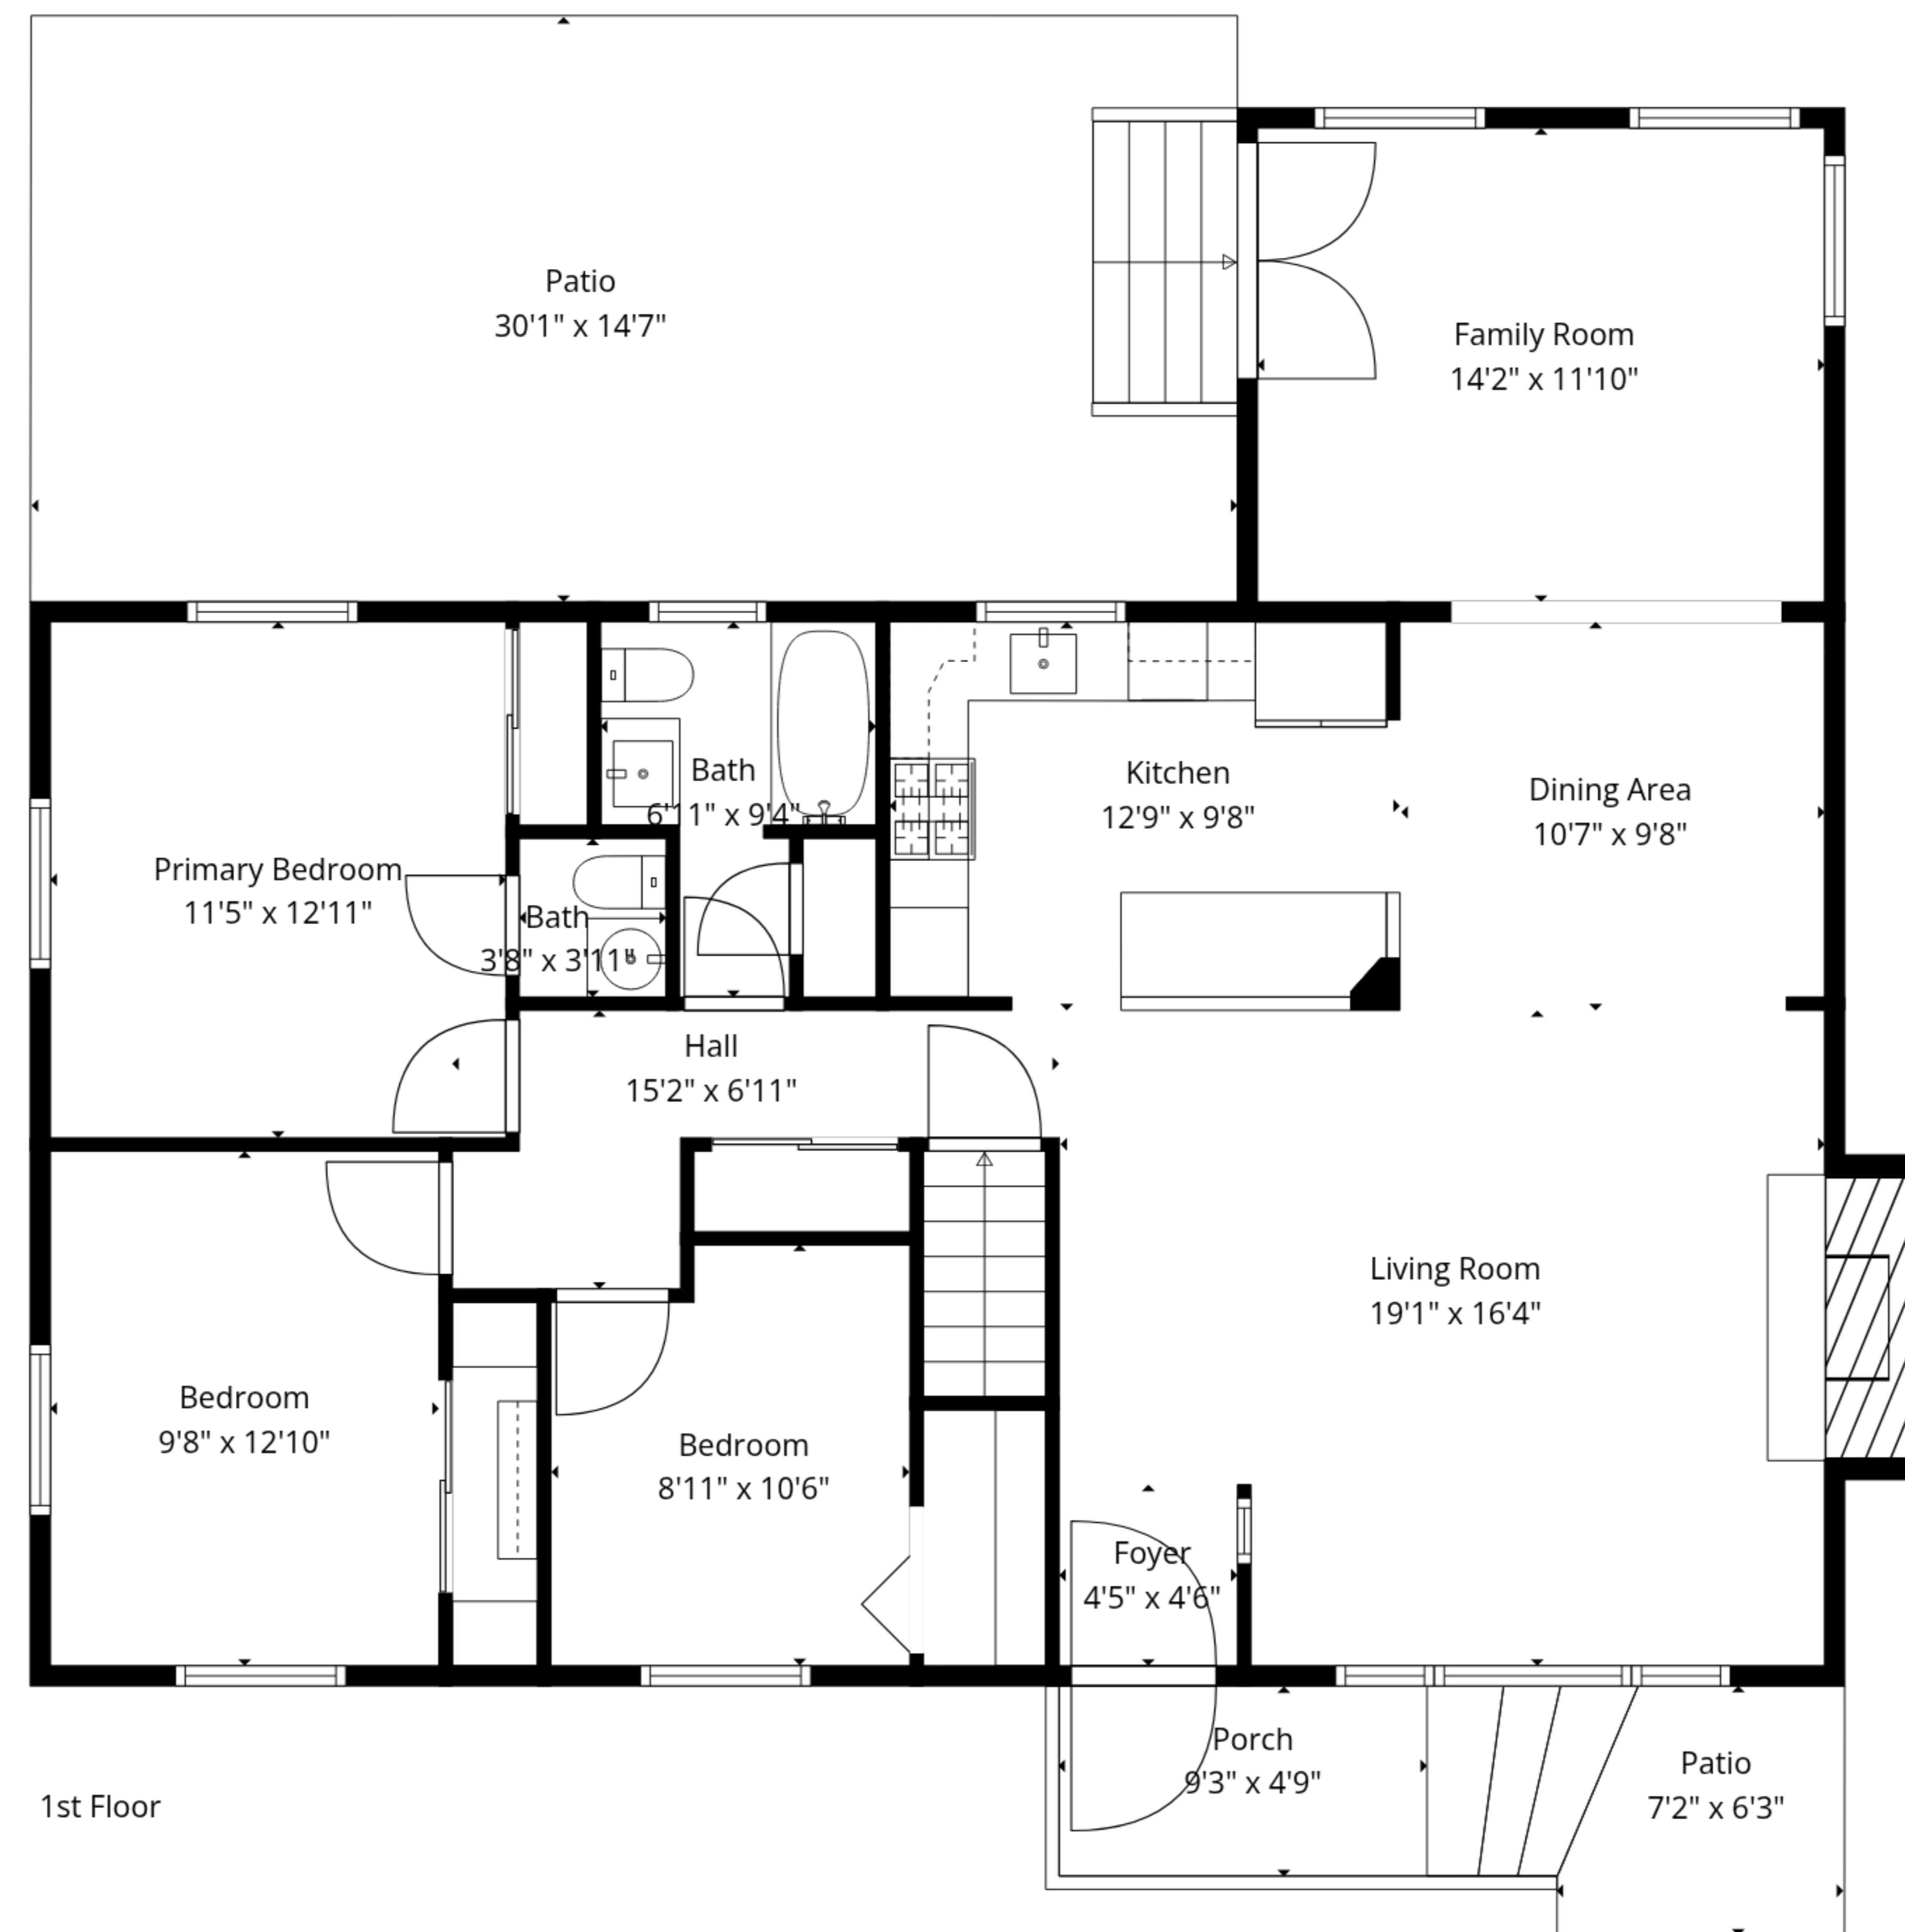 Patio
30'1" x 14'7"
Family Room
14'2" x 11'10"
Bath
6'11" x 9'4"
Kitchen
12'9" x 9'8"
Dining Area
10'7" x 9'8"
Primary Bedroom
11'5" x 12'11"
Bath
3'8" x 3'11"
Hall
15'2" x 6'11"
Living Room
19'1" x 16'4"
Bedroom
9'8" x 12'10"
Bedroom
8'11" x 10'6"
Foyer
4'5" x 4'6"
Porch
9'3" x 4'9"
Patio
7'2" x 6'3"
1st Floor